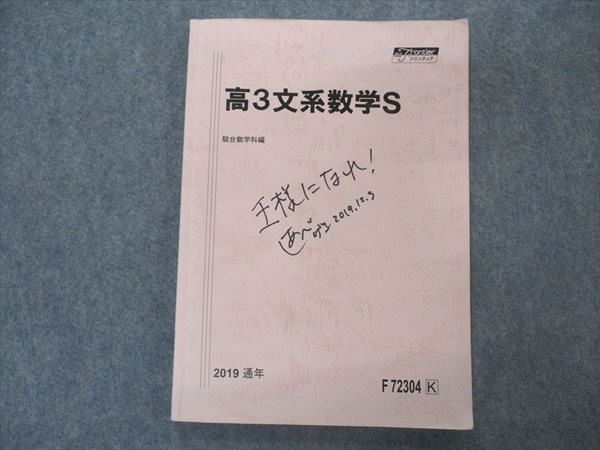 Frontier
フロンティア
高3文系数学S
駿台数学科編
王様になれ!
2019.12.3
2019 通年
F72304 K